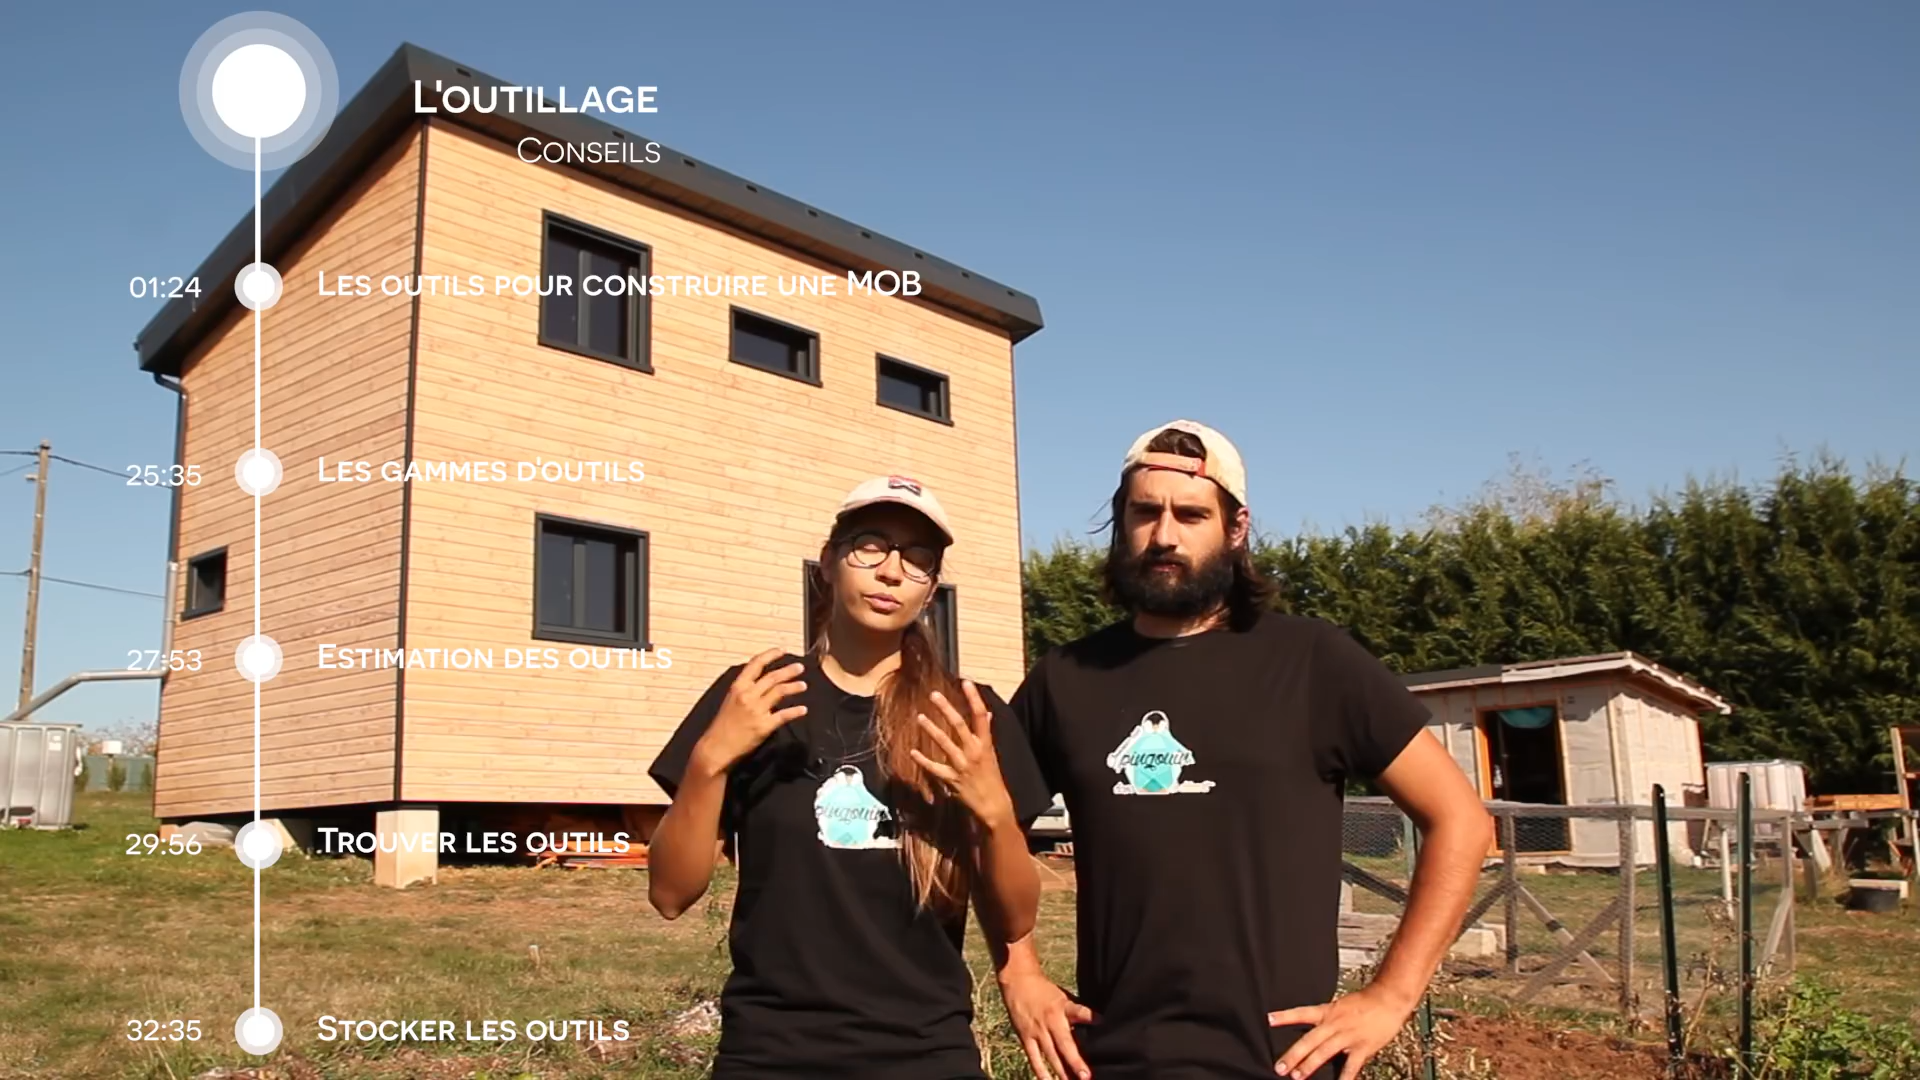 L'OUTILLAGE
CONSEILS
01:24 LES OUTILS POUR CONSTRUIRE UNE MOB
25:35 LES GAMMES D'OUTILS
27:53 ESTIMATION DES OUTILS
29:56 TROUVER LES OUTILS
32:35 STOCKER LES OUTILS
pingouin
pingouin